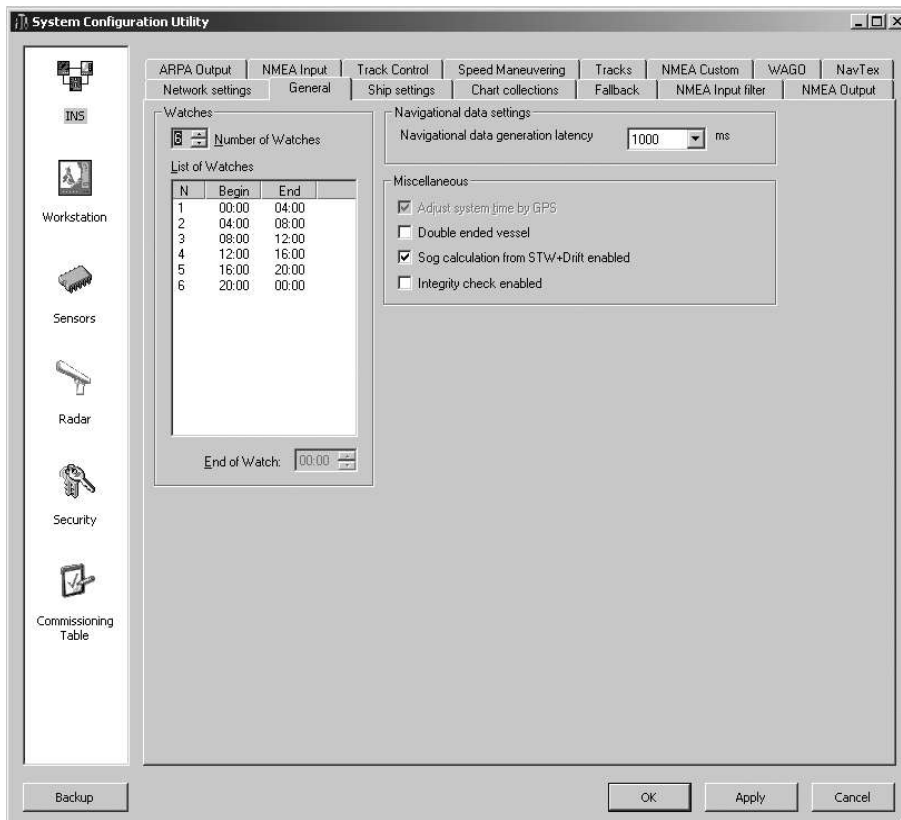 System Configuration Utility
INS
Workstation
Sensors
Radar
Security
Commissioning
Table
ARPA Output NMEA Input Track Control Speed Maneuvering Tracks NMEA Custom WAGO NavTex
Network settings General Ship settings Chart collections Fallback NMEA Input filter NMEA Output
Watches
6 Number of Watches
List of Watches
N Begin End
1 00:00 04:00
2 04:00 08:00
3 08:00 12:00
4 12:00 16:00
5 16:00 20:00
6 20:00 00:00
End of Watch: 00:00
Navigational data settings
Navigational data generation latency 1000 ms
Miscellaneous
Adjust system time by GPS
Double ended vessel
Sog calculation from STW+Drift enabled
Integrity check enabled
Backup OK Apply Cancel